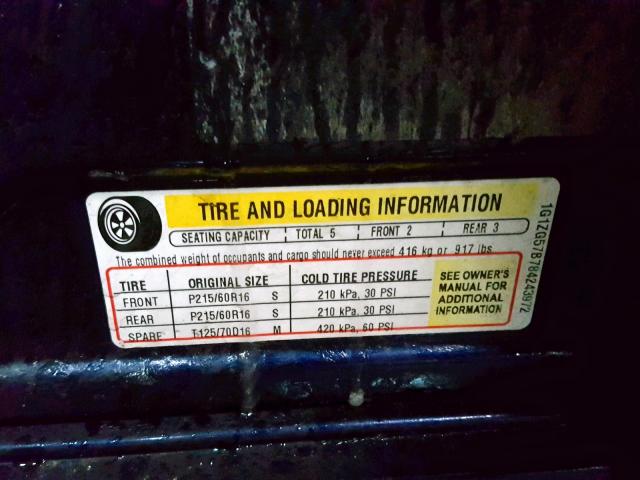 TIRE AND LOADING INFORMATION
SEATING CAPACITY TOTAL 5 FRONT 2 REAR 3
The combined weight of occupants and cargo should never exceed 416 kg or 917 lbs
TIRE ORIGINAL SIZE COLD TIRE PRESSURE
FRONT P215/60R16 S 210 kPa, 30 PSI
REAR P215/60R16 S 210 kPa, 30 PSI
SPARE T125/70D16 M 420 kPa, 60 PSI
SEE OWNER'S
MANUAL FOR
ADDITIONAL
INFORMATION
1G1ZG57B784243972